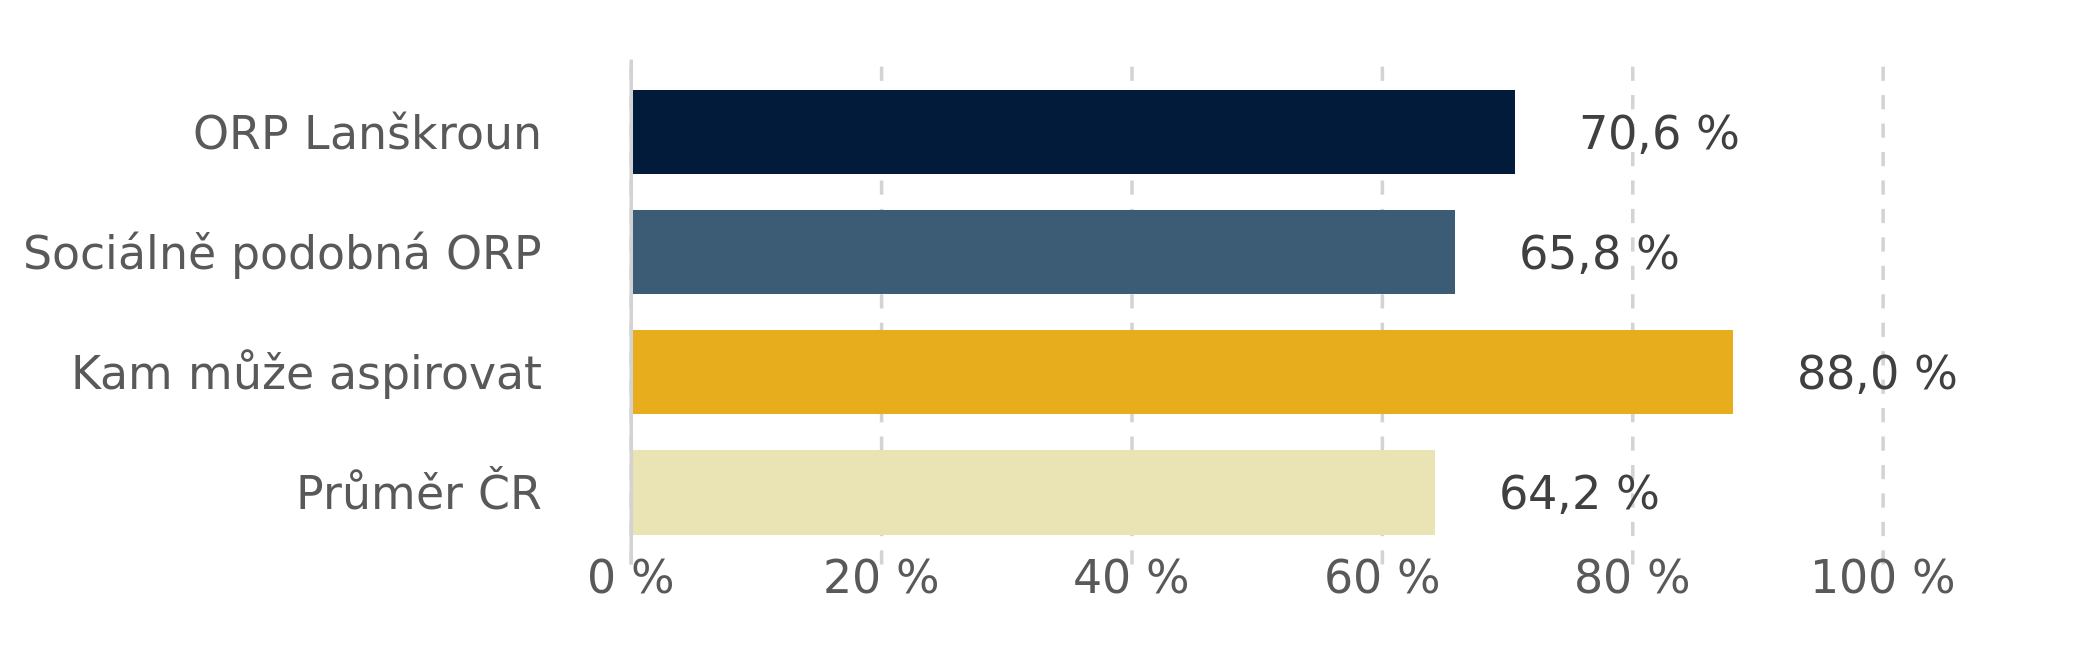 ORP Lanškroun 70,6 %
Sociálně podobná ORP 65,8 %
Kam může aspirovat 88,0 %
Průměr ČR 64,2 %
0 % 20 % 40 % 60 % 80 % 100 %